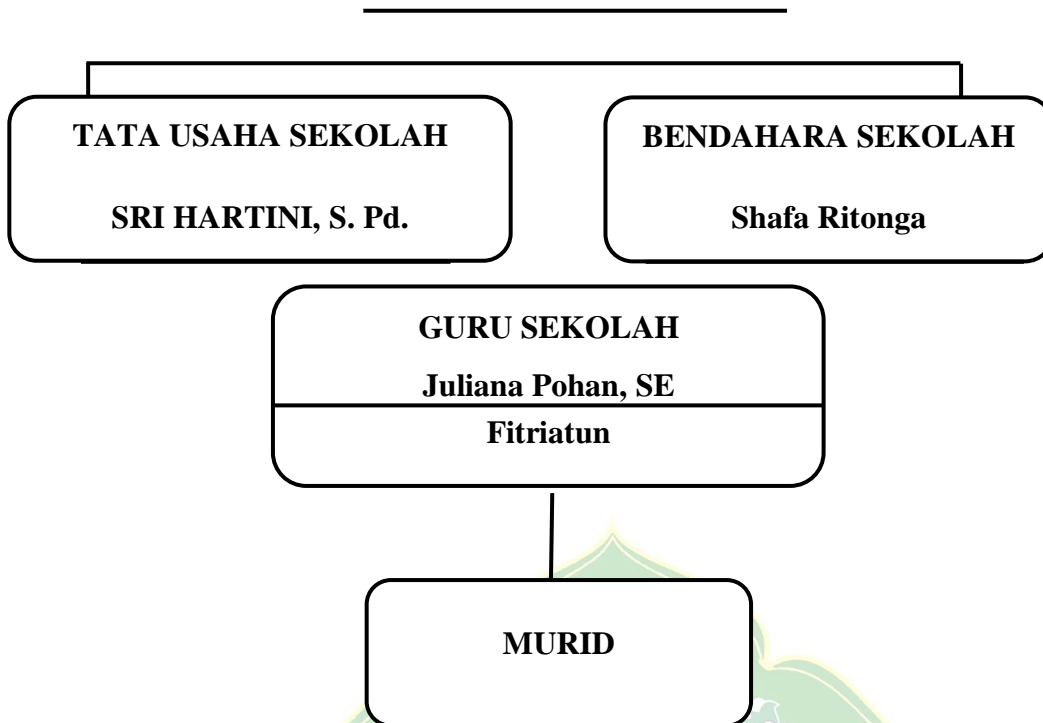 TATA USAHA SEKOLAH
SRI HARTINI, S. Pd.
BENDAHARA SEKOLAH
Shafa Ritonga
GURU SEKOLAH
Juliana Pohan, SE
Fitriatun
MURID